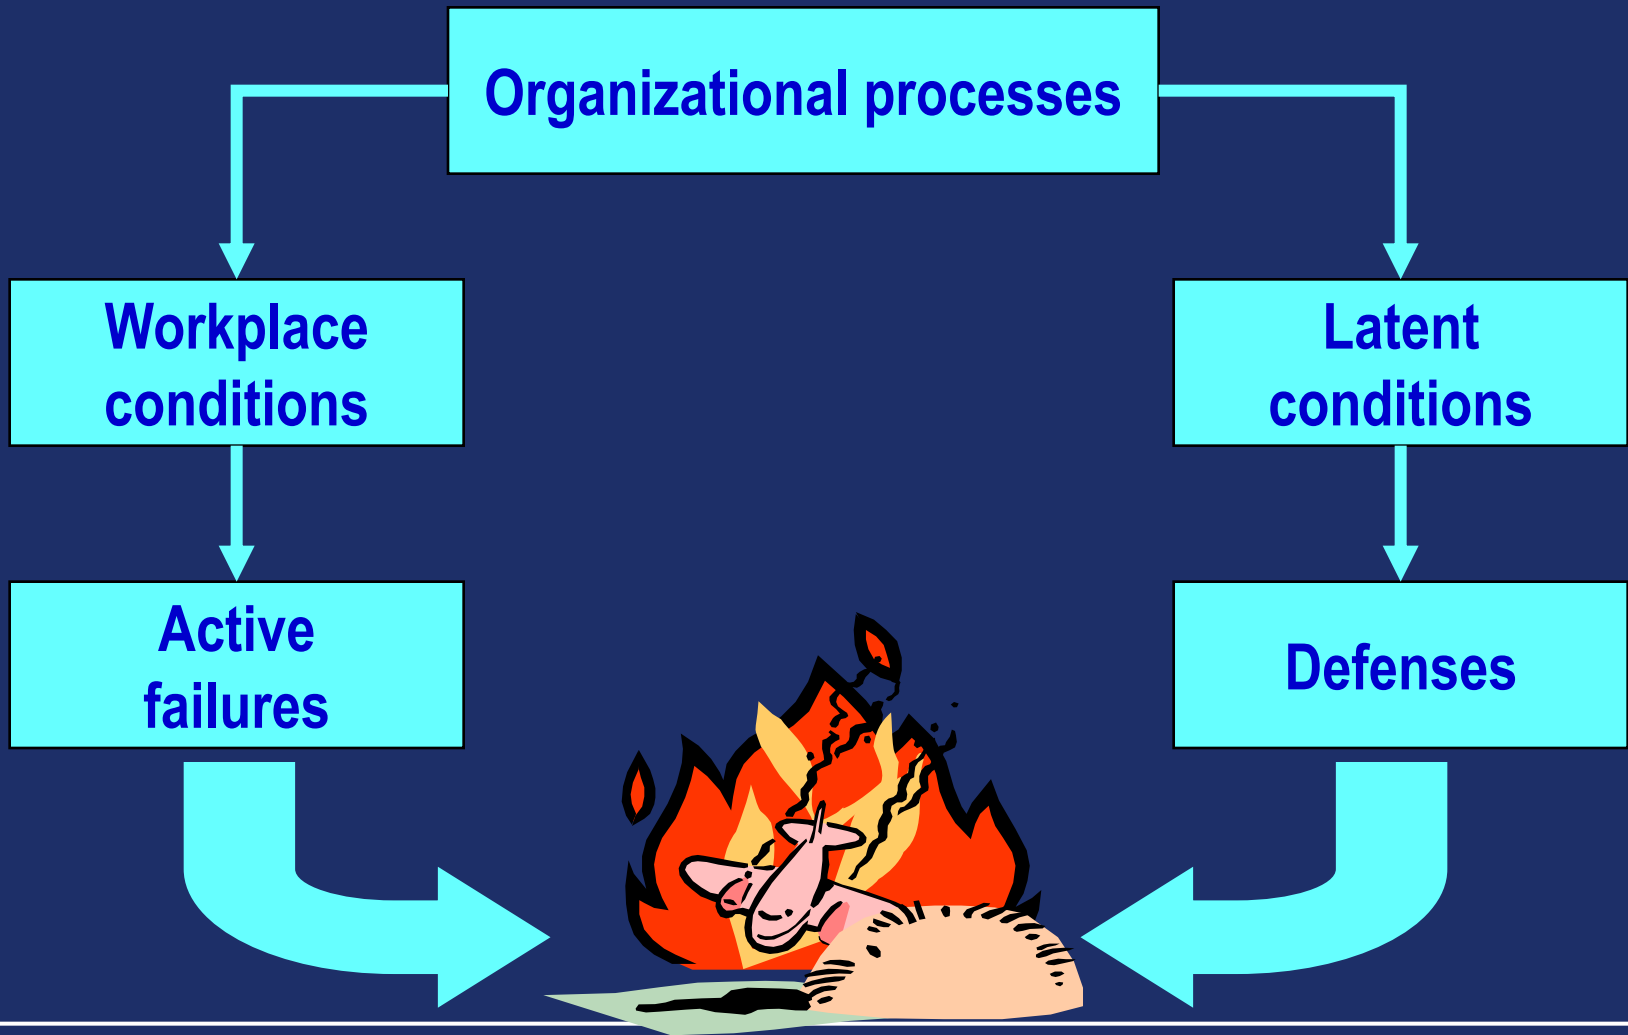 Organizational processes
Workplace
conditions
Latent
conditions
Active
failures
Defenses